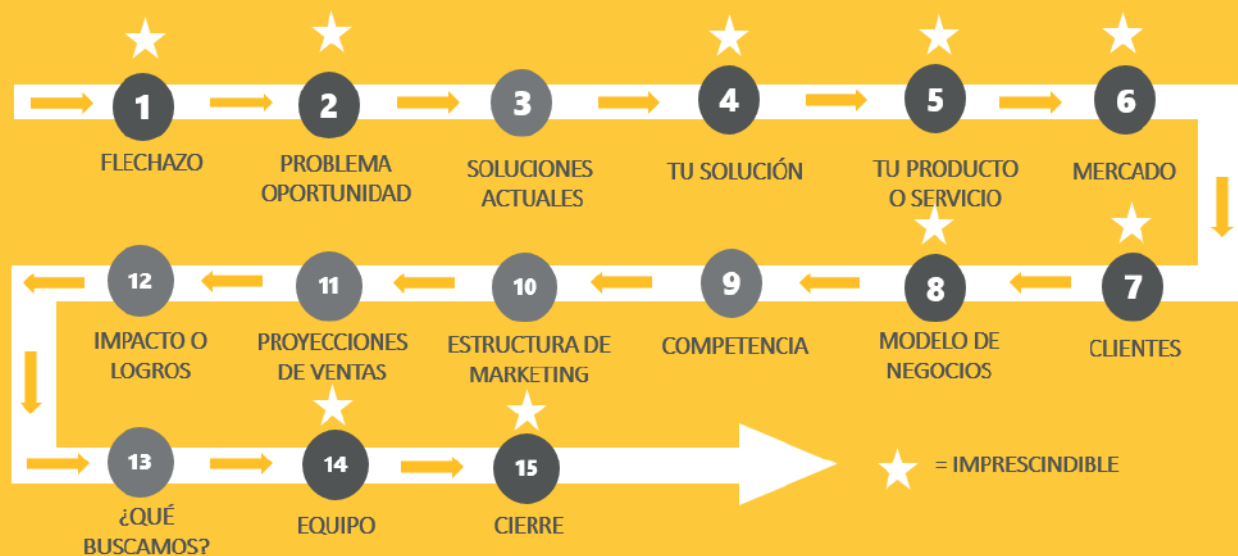 1
FLECHAZO
2
PROBLEMA
OPORTUNIDAD
3
SOLUCIONES
ACTUALES
4
TU SOLUCIÓN
5
TU PRODUCTO
O SERVICIO
6
MERCADO
7
CLIENTES
8
MODELO DE
NEGOCIOS
9
COMPETENCIA
10
ESTRUCTURA DE
MARKETING
11
PROYECCIONES
DE VENTAS
12
IMPACTO O
LOGROS
13
¿QUÉ
BUSCAMOS?
14
EQUIPO
15
CIERRE
= IMPRESCINDIBLE